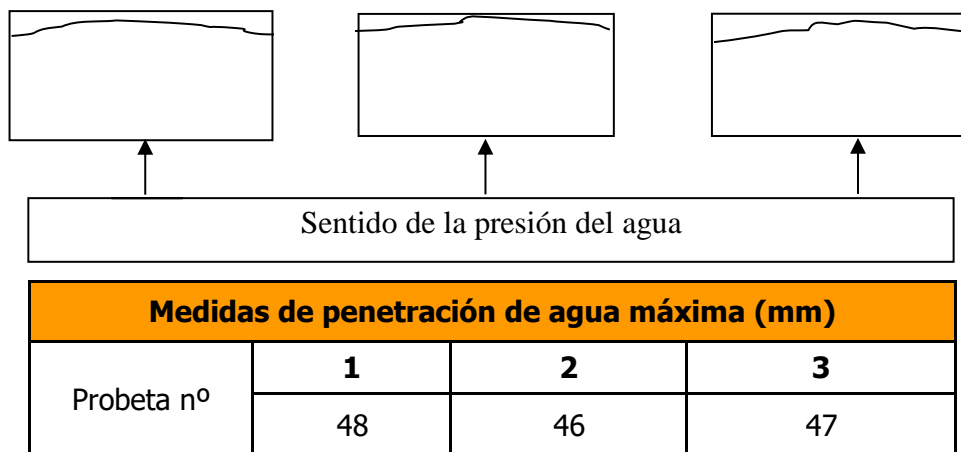 Sentido de la presión del agua
Medidas de penetración de agua máxima (mm)
Probeta nº
1 2 3
48 46 47